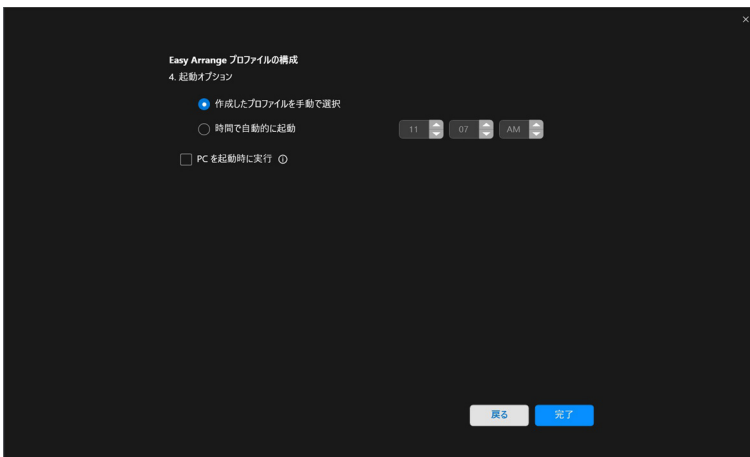 Easy Arrange プロファイルの構成
4. 起動オプション
作成したプロファイルを手動で選択
時間で自動的に起動 11 07 AM
PC を起動時に実行
戻る 完了